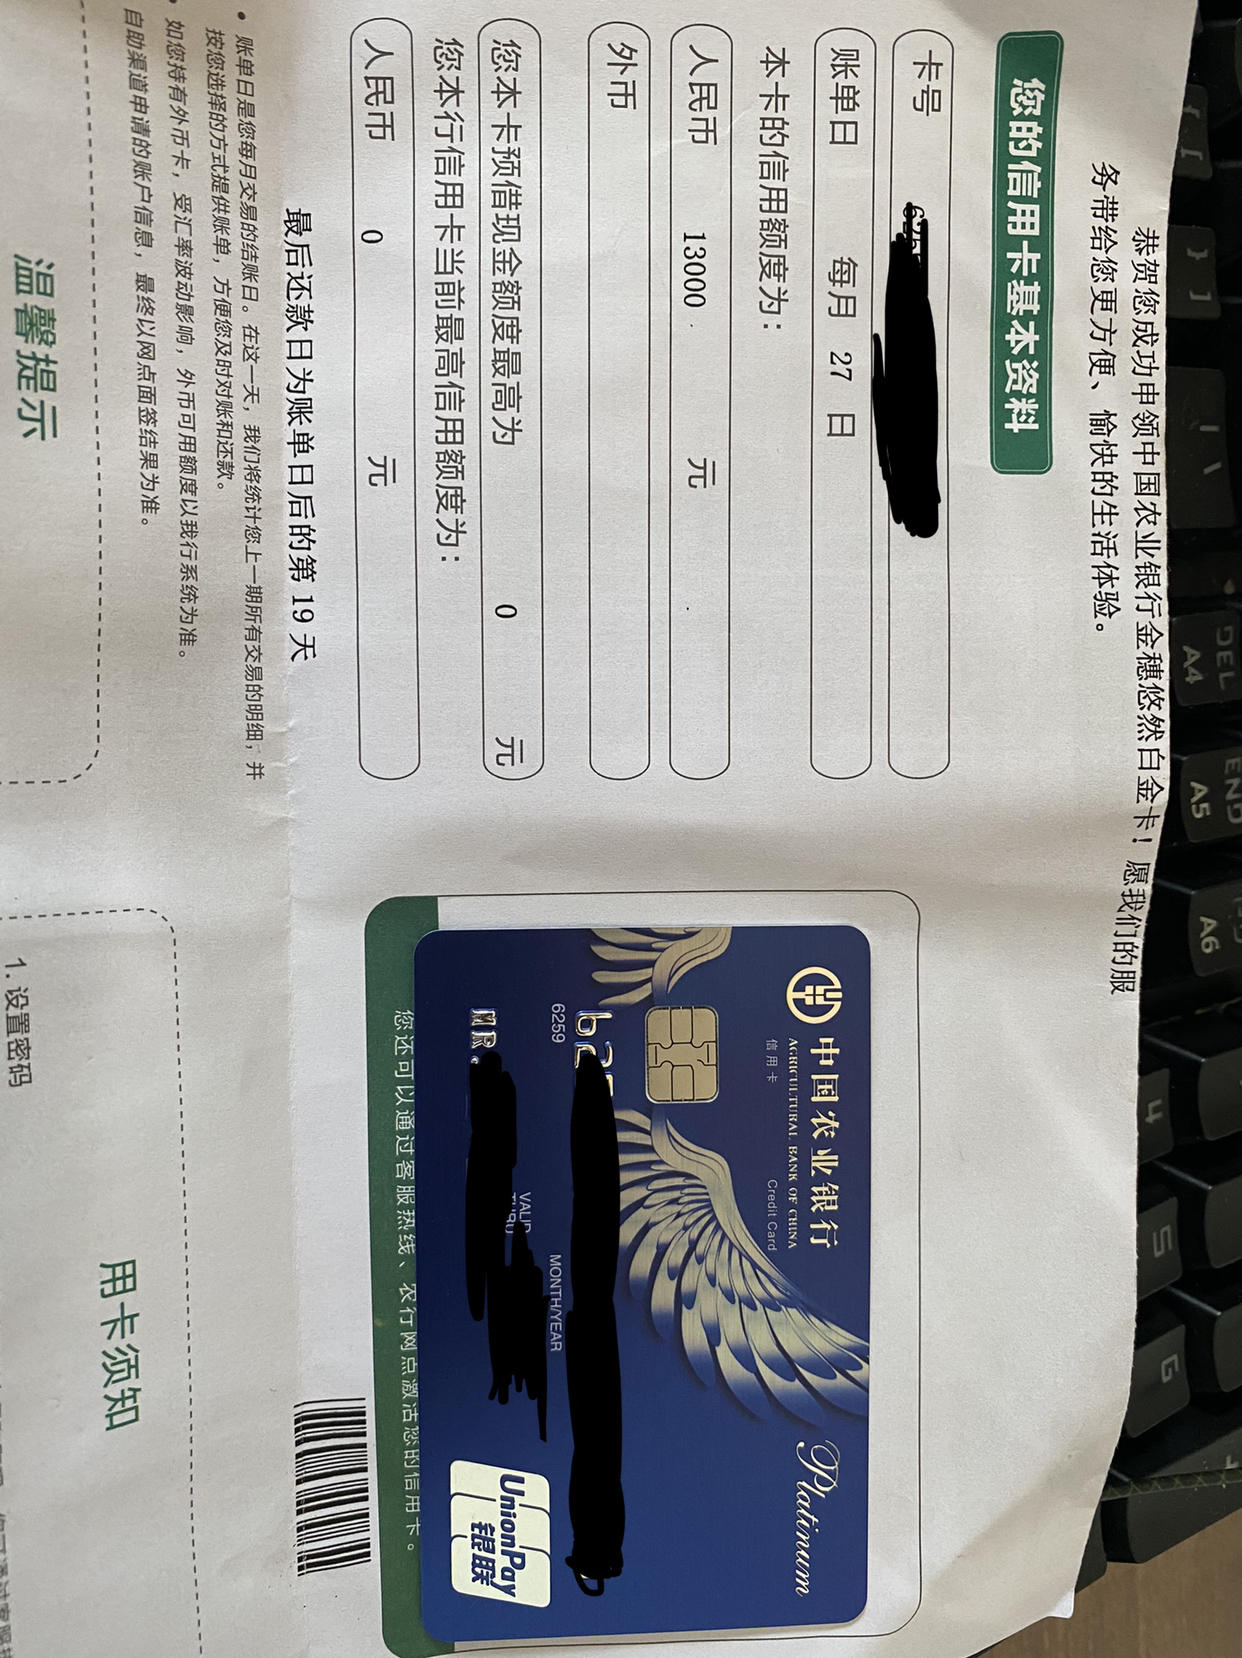 恭贺您成功申领中国农业银行金穗悠然白金卡！愿我们的服
务带给您更方便、愉快的生活体验。
您的信用卡基本资料
卡号
账单日 每月 27 日
本卡的信用额度为：
人民币 13000 元
外币
您本卡预借现金额度最高为 0 元
您本行信用卡当前最高信用额度为：
人民币 0 元
最后还款日为账单日后的第 19 天
• 账单日是您每月交易的结账日。在这一天，我们将统计您上一期所有交易的明细，并
按您选择的方式提供账单，方便您及时对账和还款。
• 如您持有外币卡，受汇率波动影响，外币可用额度以我行系统为准。
自助渠道申请的账户信息，最终以网点面签结果为准。
温馨提示
中国农业银行
AGRICULTURAL BANK OF CHINA
信用卡 Credit Card
Platinum
6259
MONTH/YEAR
VALID
THRU
MR.
UnionPay
银联
您还可以通过客服热线、农行网点激活您的信用卡。
用卡须知
1. 设置密码
DEL
A4
END
A5
A6
4
5
6